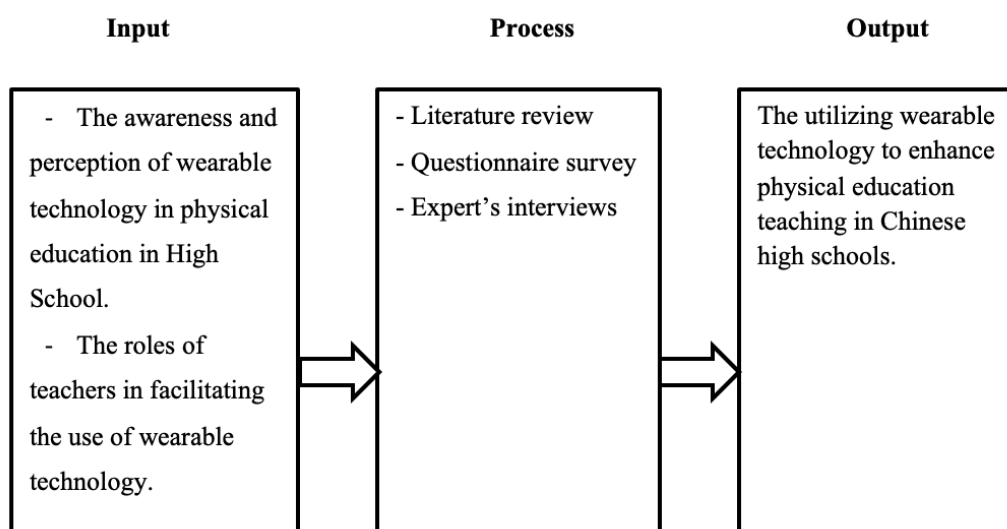 Input
Process
Output
- The awareness and
perception of wearable
technology in physical
education in High
School.
- The roles of
teachers in facilitating
the use of wearable
technology.
- Literature review
- Questionnaire survey
- Expert’s interviews
The utilizing wearable
technology to enhance
physical education
teaching in Chinese
high schools.